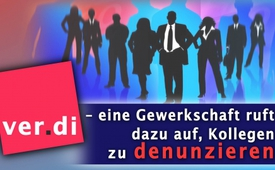 ver.di
– eine Gewerkschaft ruft
dazu auf, Kollegen
zu denunzieren